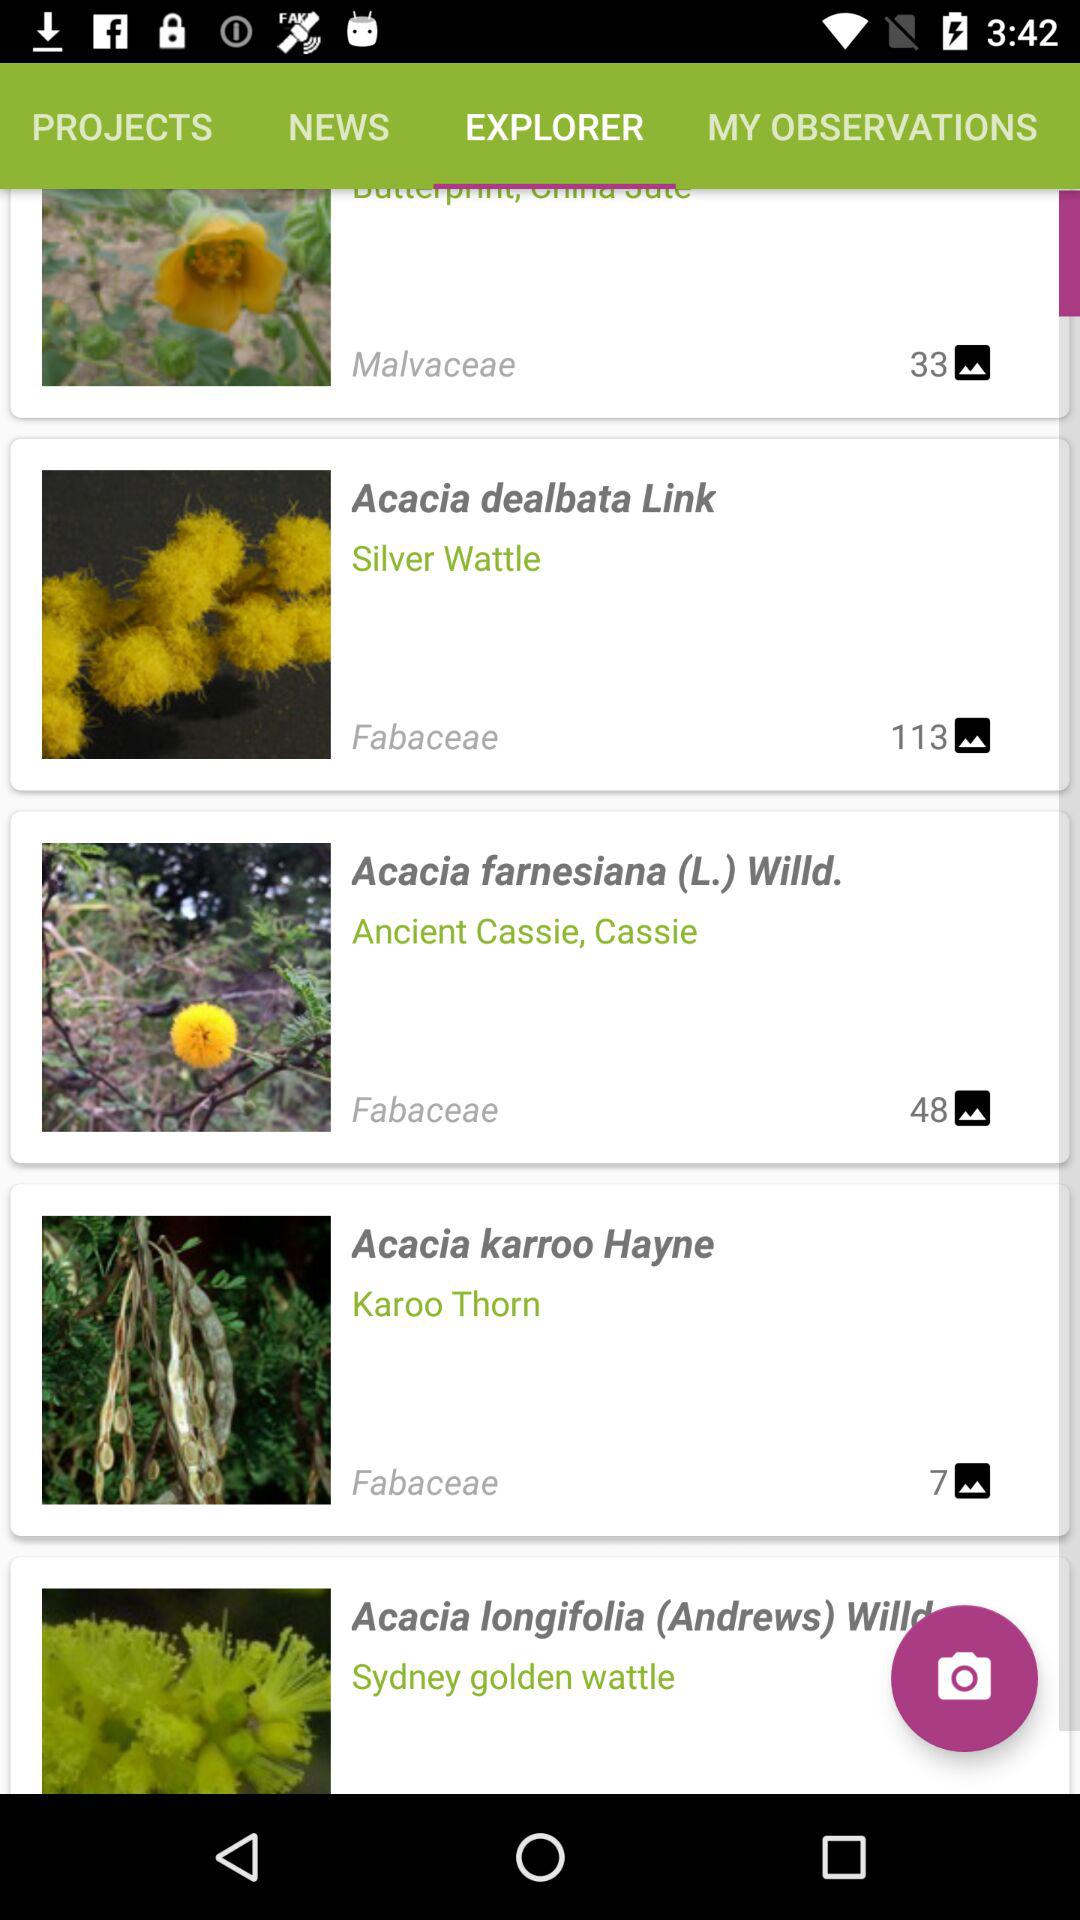 FAKE
3:42
PROJECTS NEWS EXPLORER MY OBSERVATIONS
Butterprint, China Jute
Malvaceae 33
Acacia dealbata Link
Silver Wattle
Fabaceae 113
Acacia farnesiana (L.) Willd.
Ancient Cassie, Cassie
Fabaceae 48
Acacia karroo Hayne
Karoo Thorn
Fabaceae 7
Acacia longifolia (Andrews) Willd
Sydney golden wattle